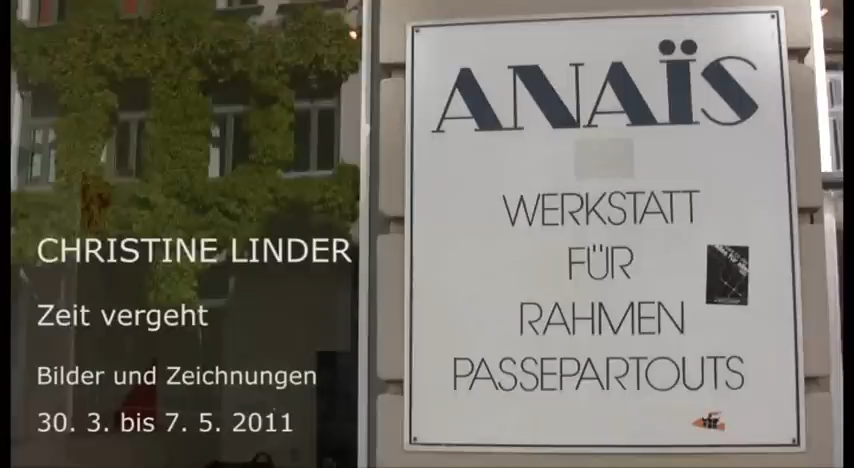 CHRISTINE LINDER
Zeit vergeht
Bilder und Zeichnungen
30. 3. bis 7. 5. 2011
ANAÏS
WERKSTATT
FÜR
RAHMEN
PASSEPARTOUTS